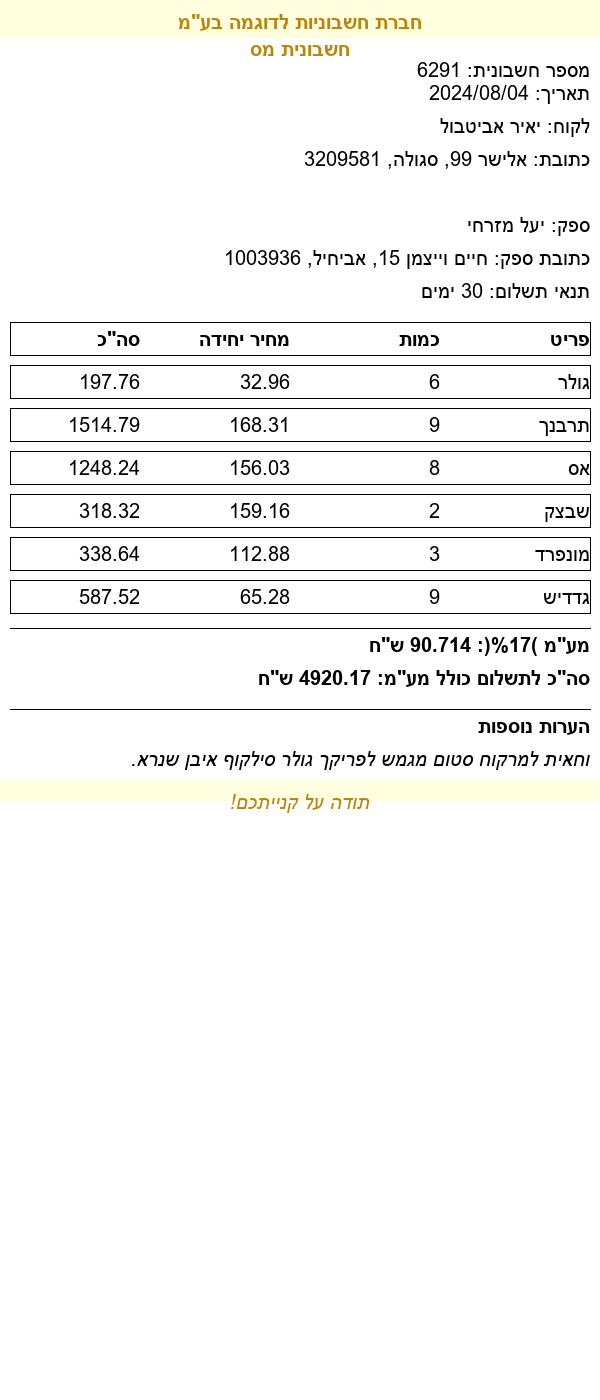 חברת חשבוניות לדוגמה בע"מ
חשבונית מס
מספר חשבונית: 6291
תאריך: 2024/08/04
לקוח: יאיר אביטבול
כתובת: אלישר 99, סגולה, 3209581
ספק: יעל מזרחי
כתובת ספק: חיים וייצמן 15, אביחיל, 1003936
תנאי תשלום: 30 ימים
פריט כמות מחיר יחידה סה"כ
גולר 6 32.96 197.76
תרבנך 9 168.31 1514.79
אס 8 156.03 1248.24
שבצק 2 159.16 318.32
מונפרד 3 112.88 338.64
גדדיש 9 65.28 587.52
מע"מ (17%): 714.90 ש"ח
סה"כ לתשלום כולל מע"מ: 4920.17 ש"ח
הערות נוספות
וחאית למרקוח סטום מגמש לפריקך גולר סילקוף איבן שנרא.
תודה על קנייתכם!